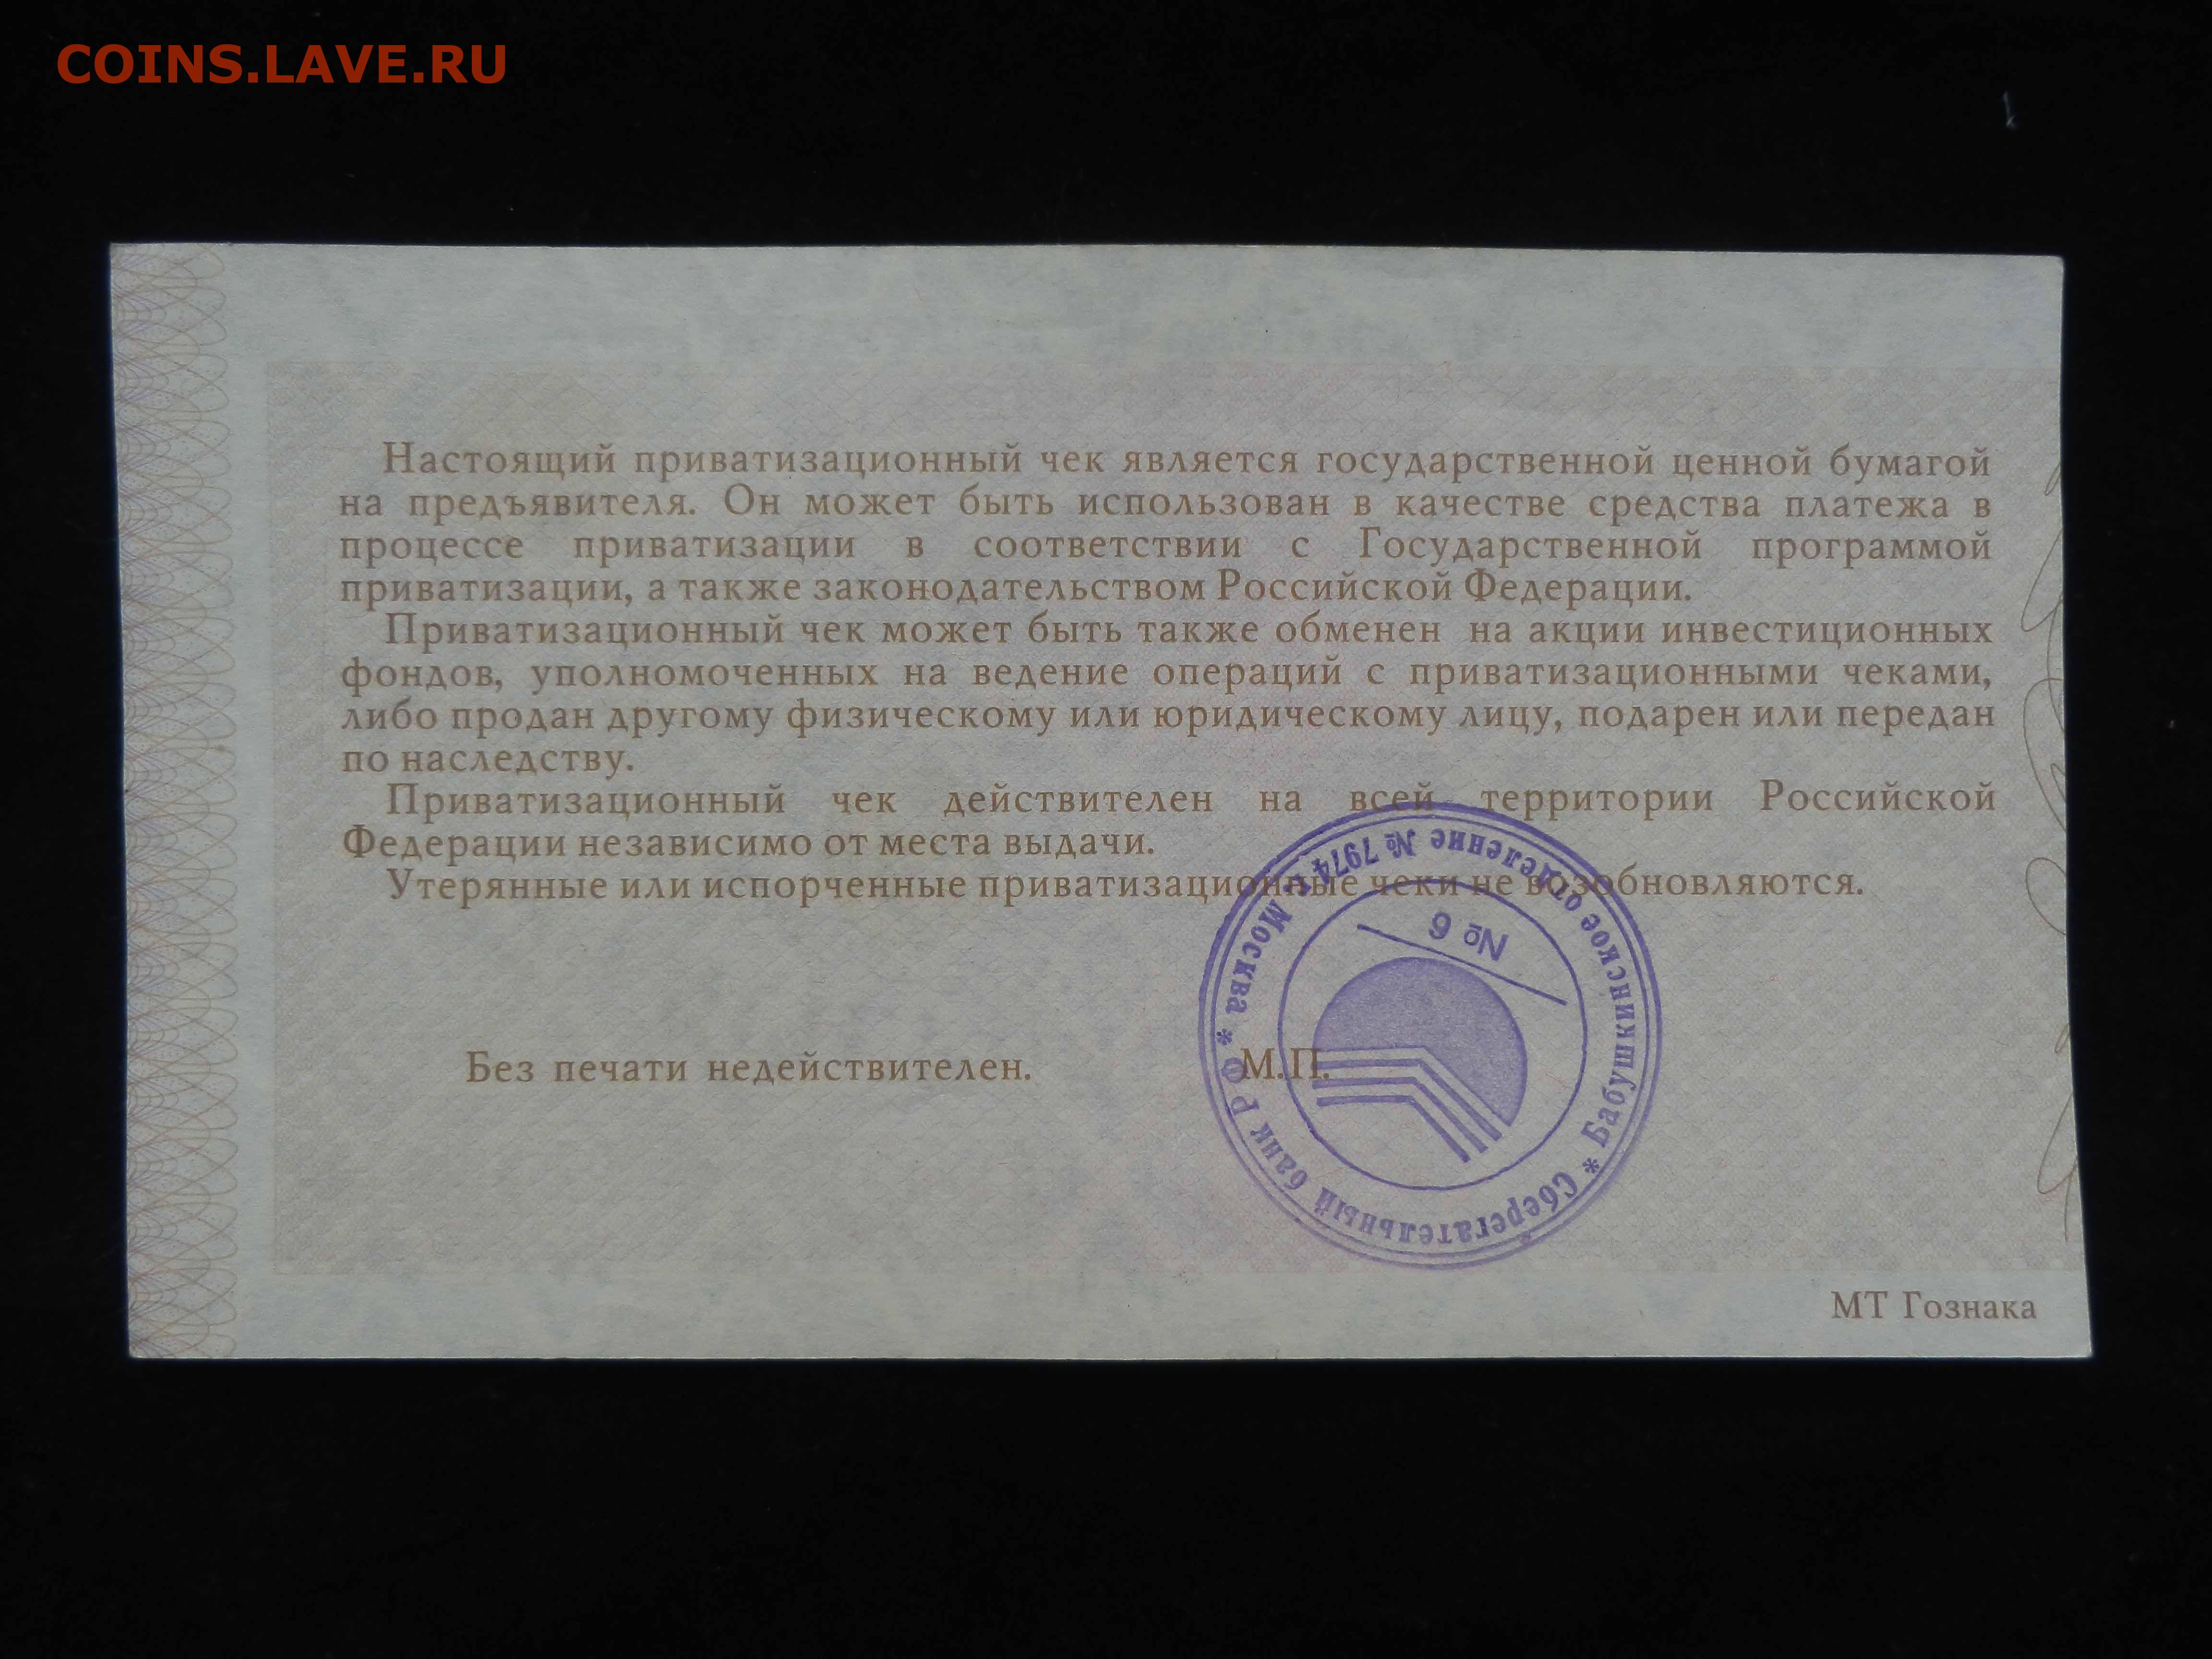 COINS.LAVE.RU
Настоящий приватизационный чек является государственной ценной бумагой
на предъявителя. Он может быть использован в качестве средства платежа в
процессе приватизации в соответствии с Государственной программой
приватизации, а также законодательством Российской Федерации.
Приватизационный чек может быть также обменен на акции инвестиционных
фондов, уполномоченных на ведение операций с приватизационными чеками,
либо продан другому физическому или юридическому лицу, подарен или передан
по наследству.
Приватизационный чек действителен на всей территории Российской
Федерации независимо от места выдачи.
Утерянные или испорченные приватизационные чеки не возобновляются.
Без печати недействителен. М.П.
Сберегательный банк РФ * Москва
* Бабушкинское отделение № 7974
№ 6
МТ Гознака